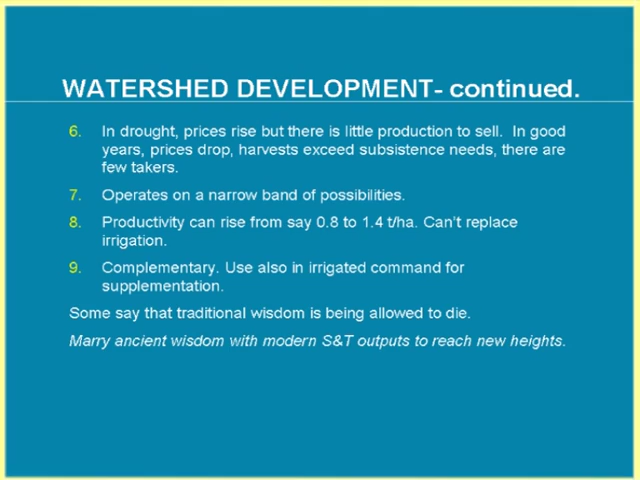 WATERSHED DEVELOPMENT- continued.
6. In drought, prices rise but there is little production to sell. In good
years, prices drop, harvests exceed subsistence needs, there are
few takers.
7. Operates on a narrow band of possibilities.
8. Productivity can rise from say 0.8 to 1.4 t/ha. Can't replace
irrigation.
9. Complementary. Use also in irrigated command for
supplementation.
Some say that traditional wisdom is being allowed to die.
Marry ancient wisdom with modern S&T outputs to reach new heights.